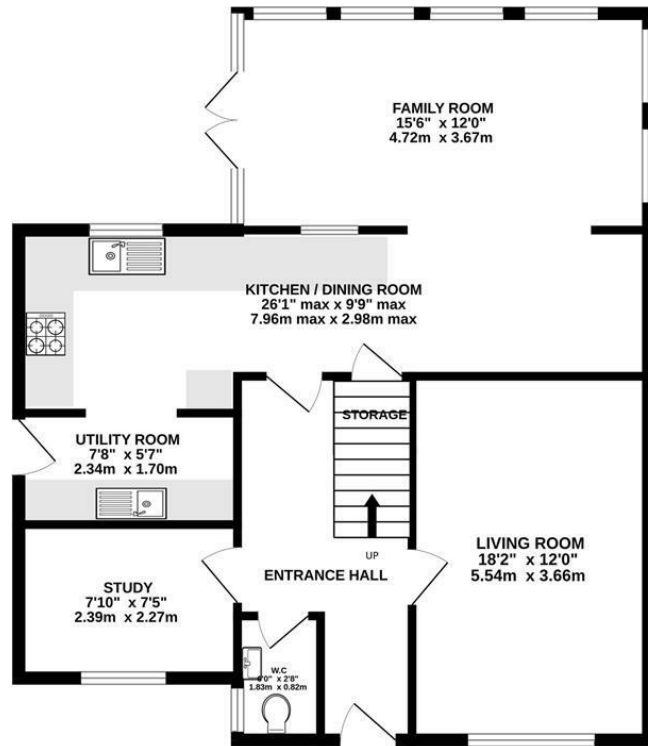 FAMILY ROOM
15'6" x 12'0"
4.72m x 3.67m
KITCHEN / DINING ROOM
26'1" max x 9'9" max
7.96m max x 2.98m max
STORAGE
UTILITY ROOM
7'8" x 5'7"
2.34m x 1.70m
UP
LIVING ROOM
18'2" x 12'0"
5.54m x 3.66m
STUDY
7'10" x 7'5"
2.39m x 2.27m
ENTRANCE HALL
W.C
6'0" x 2'8"
1.83m x 0.82m